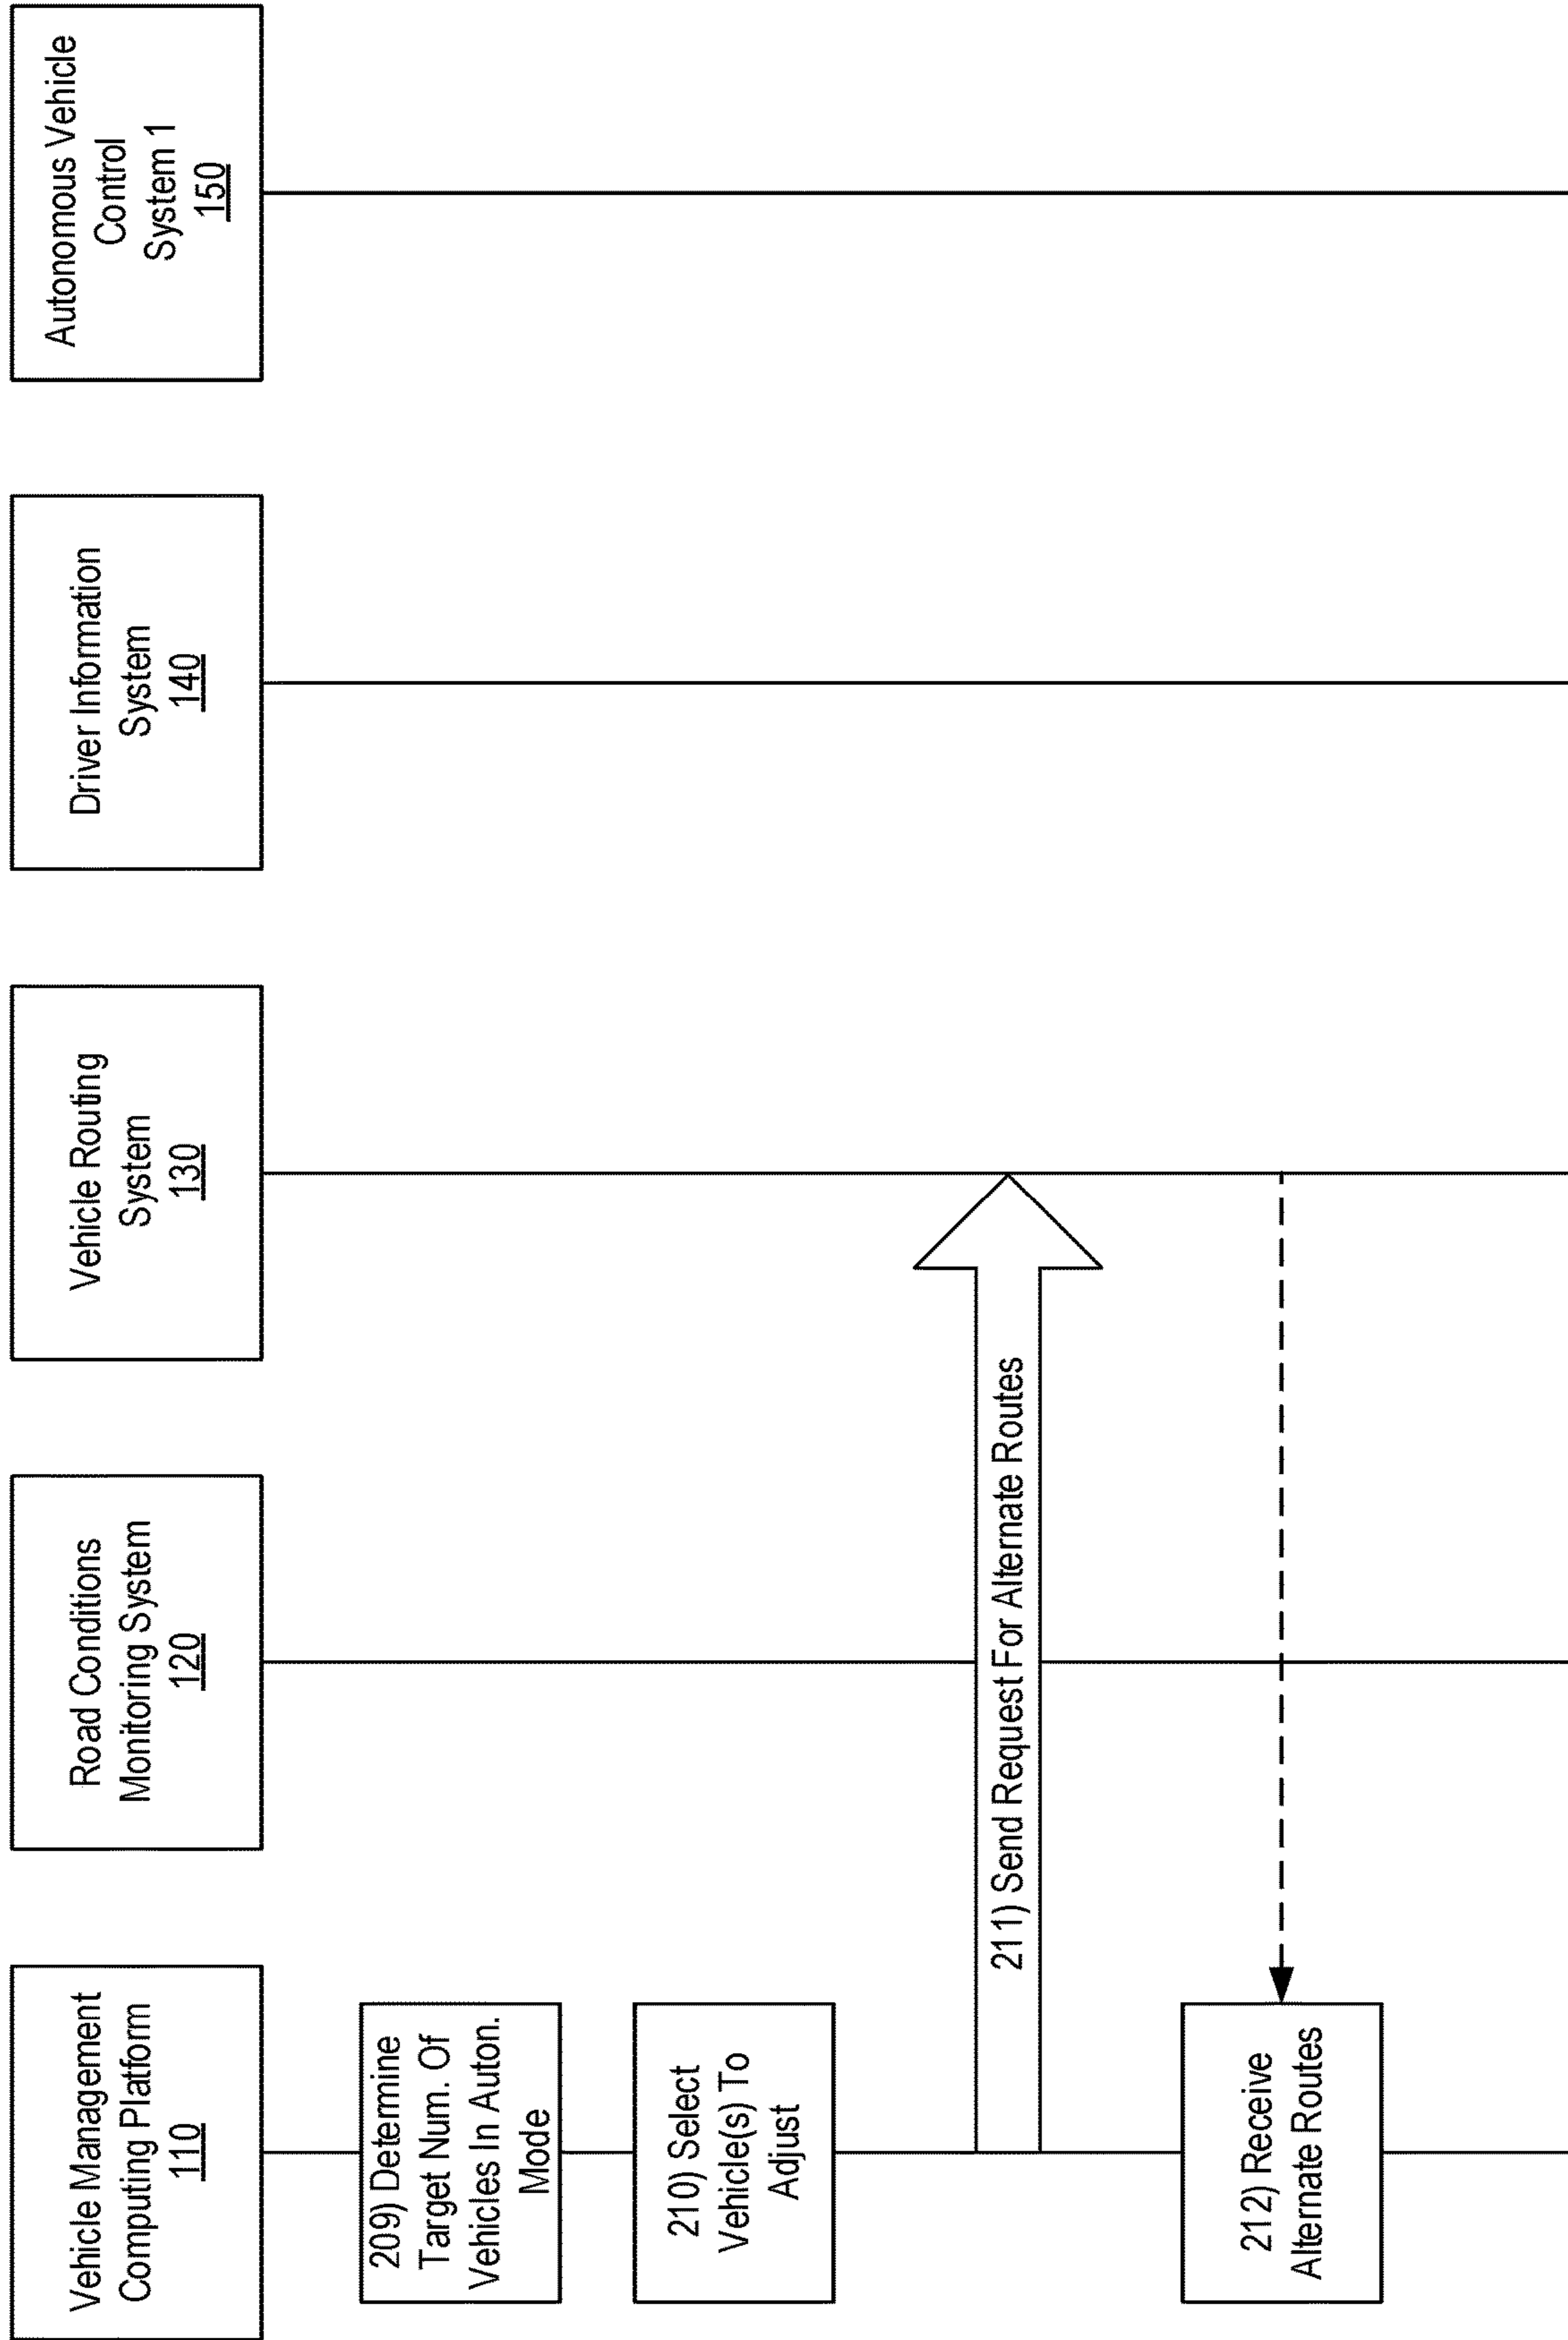 Vehicle Management
Computing Platform
110
Road Conditions
Monitoring System
120
Vehicle Routing
System
130
Driver Information
System
140
Autonomous Vehicle
Control
System 1
150
209) Determine
Target Num. Of
Vehicles In Auton.
Mode
210) Select
Vehicle(s) To
Adjust
211) Send Request For Alternate Routes
212) Receive
Alternate Routes